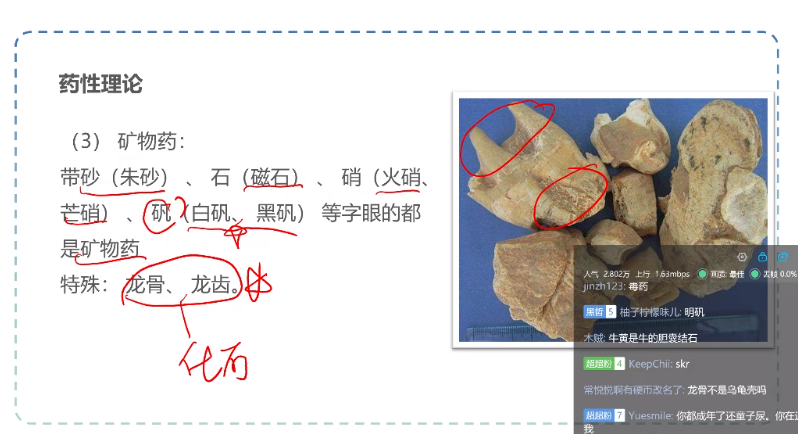 药性理论
（3） 矿物药：
带砂（朱砂）、石（磁石）、硝（火硝、
芒硝）、矾（白矾、黑矾）等字眼的都
是矿物药
特殊：龙骨、龙齿。
化石
人气 2.802万 上行 1.63mbps 画质: 最佳 丢帧 0.0%
jinzh123: 毒药
黑哲 5 柚子柠檬味儿: 明矾
木贼: 牛黄是牛的胆囊结石
超超粉 4 KeepChii: skr
常悦悦啊有硬币改名了: 龙骨不是乌龟壳吗
超超粉 7 Yuesmile: 你都成年了还童子尿。你在逗
我